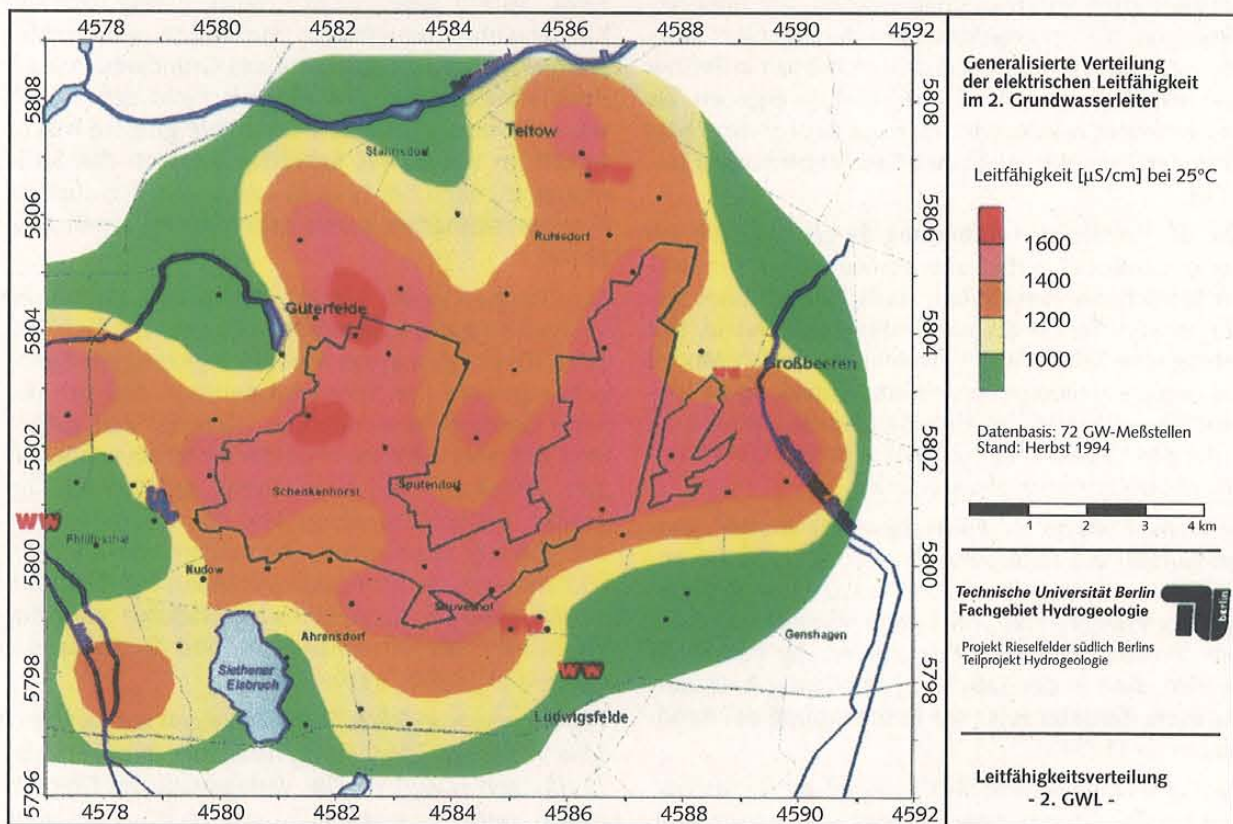 4578 4580 4582 4584 4586 4588 4590 4592
5808
5806
5804
5802
5800
5798
5796
5808
5806
5804
5802
5800
5798
4578 4580 4582 4584 4586 4588 4590 4592
Teltow
Stahnsdorf
WW
Ruhlsdorf
Güterfelde
Großbeeren
WW
Schenkenhorst
Sputendorf
WW
Nudow
WW
Ahrensdorf
Genshagen
WW
Siethener
Elsbruch
Ludwigsfelde
Generalisierte Verteilung
der elektrischen Leitfähigkeit
im 2. Grundwasserleiter
Leitfähigkeit [µS/cm] bei 25°C
1600
1400
1200
1000
Datenbasis: 72 GW-Meßstellen
Stand: Herbst 1994
1 2 3 4 km
Technische Universität Berlin
Fachgebiet Hydrogeologie
berlin
Projekt Rieselfelder südlich Berlins
Teilprojekt Hydrogeologie
Leitfähigkeitsverteilung
- 2. GWL -